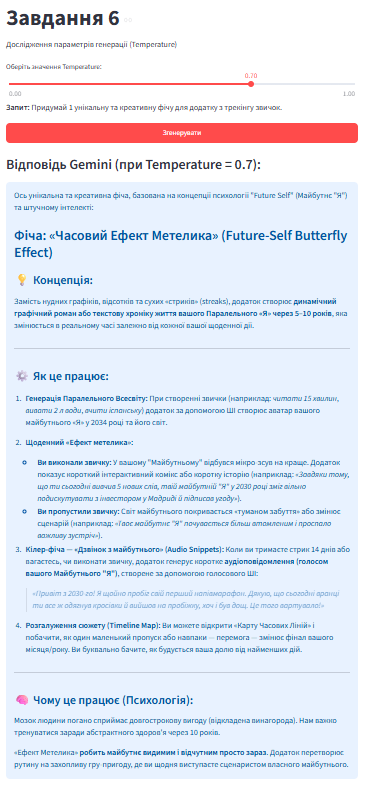 Завдання 6
Дослідження параметрів генерації (Temperature)
Оберіть значення Temperature:
0.70
0.00 1.00
Запит: Придумай 1 унікальну та креативну фічу для додатку з трекінгу звичок.
Згенерувати
Відповідь Gemini (при Temperature = 0.7):
Ось унікальна та креативна фіча, базована на концепції психології "Future Self" (Майбутнє "Я")
та штучному інтелекті:
Фіча: «Часовий Ефект Метелика» (Future-Self Butterfly
Effect)
💡 Концепція:
Замість нудних графіків, відсотків та сухих «стриків» (streaks), додаток створює динамічний
графічний роман або текстову хроніку життя вашого Паралельного «Я» через 5–10 років, яка
змінюється в реальному часі залежно від кожної вашої щоденної дії.
⚙️ Як це працює:
1. Генерація Паралельного Всесвіту: При створенні звички (наприклад: читати 15 хвилин,
випивати 2 л води, вчити іспанську) додаток за допомогою ШІ створює аватар вашого
майбутнього «Я» у 2034 році та його світ.
2. Щоденний «Ефект метелика»:
Ви виконали звичку: У вашому "Майбутньому" відбувся мікро зсув на краще. Додаток
показує короткий інтерактивний комікс або коротку історію (наприклад: «Завдяки тому,
що ти сьогодні вивчив 5 нових слів, твій майбутній "Я" у 2030 році зміг вільно
подискутувати з інвестором у Мадриді й підписав угоду»).
Ви пропустили звичку: Світ майбутнього покривається «туманом забуття» або змінює
сценарій (наприклад: «Твоє майбутнє "Я" почувається більш втомленим і проспало
важливу зустріч»).
3. Кілер-фіча — «Дзвінок з майбутнього» (Audio Snippets): Коли ви тримаєте стрик 14 днів або
вагаєтесь, чи виконати звичку, додаток генерує коротке аудіоповідомлення (голосом
вашого Майбутнього "Я"), створене за допомогою голосового ШІ:
«Привіт з 2030-го! Я щойно пробіг свій перший напівмарафон. Дякую, що сьогодні вранці
ти все ж одягнув кросівки й вийшов на пробіжку, хоч і був дощ. Це того вартувало!»
4. Розгалуження сюжету (Timeline Map): Ви можете відкрити «Карту Часових Ліній» і
побачити, як один маленький пропуск або навпаки — перемога — змінює фінал вашого
місяця/року. Ви буквально бачите, як будується ваша доля від найменших дій.
🧠 Чому це працює (Психологія):
Мозок людини погано сприймає довгострокову вигоду (відкладена винагорода). Нам важко
тренуватися заради абстрактного здоров'я через 10 років.
«Ефект Метелика» робить майбутнє видимим і відчутним просто зараз. Додаток перетворює
рутину на захопливу гру-пригоду, де ви щодня виступаєте сценаристом власного майбутнього.